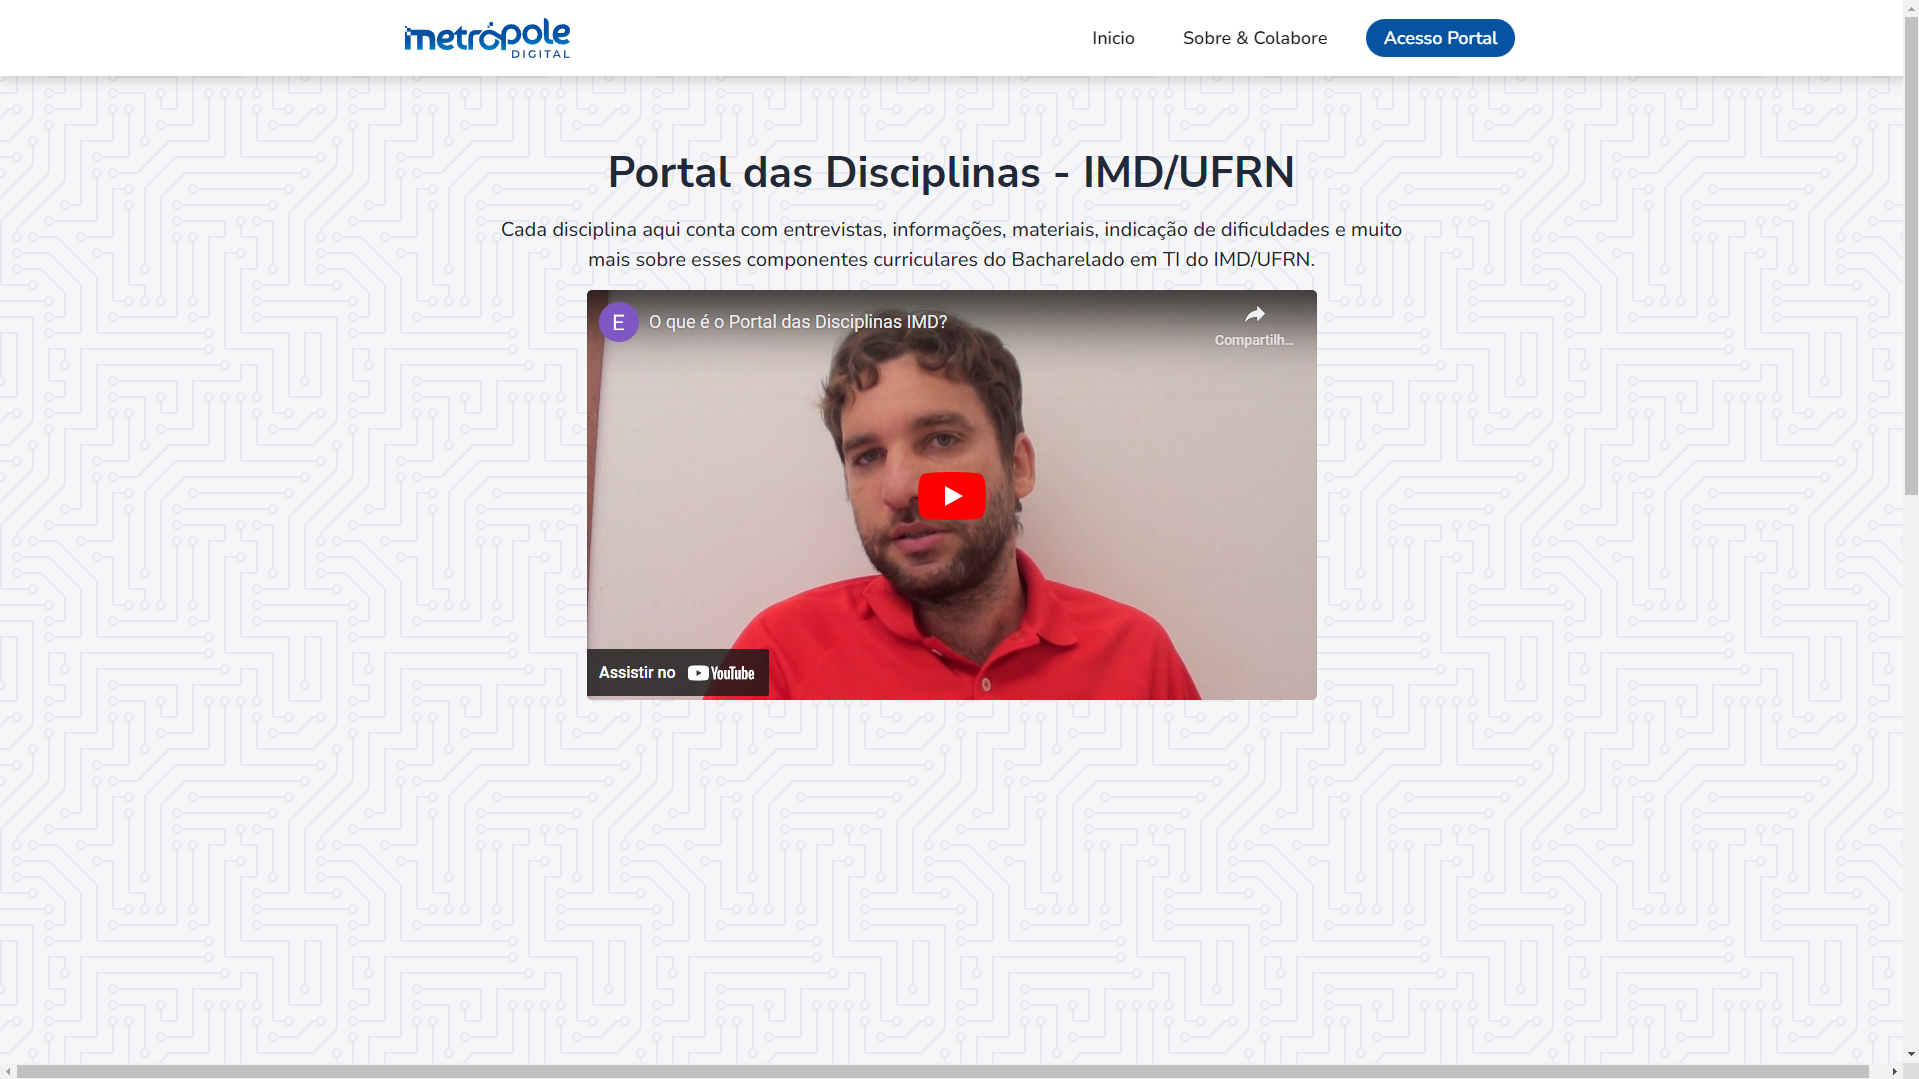 metrópole
DIGITAL
Inicio
Sobre & Colabore
Acesso Portal
Portal das Disciplinas - IMD/UFRN
Cada disciplina aqui conta com entrevistas, informações, materiais, indicação de dificuldades e muito
mais sobre esses componentes curriculares do Bacharelado em TI do IMD/UFRN.
E
O que é o Portal das Disciplinas IMD?
Compartilh...
Assistir no YouTube